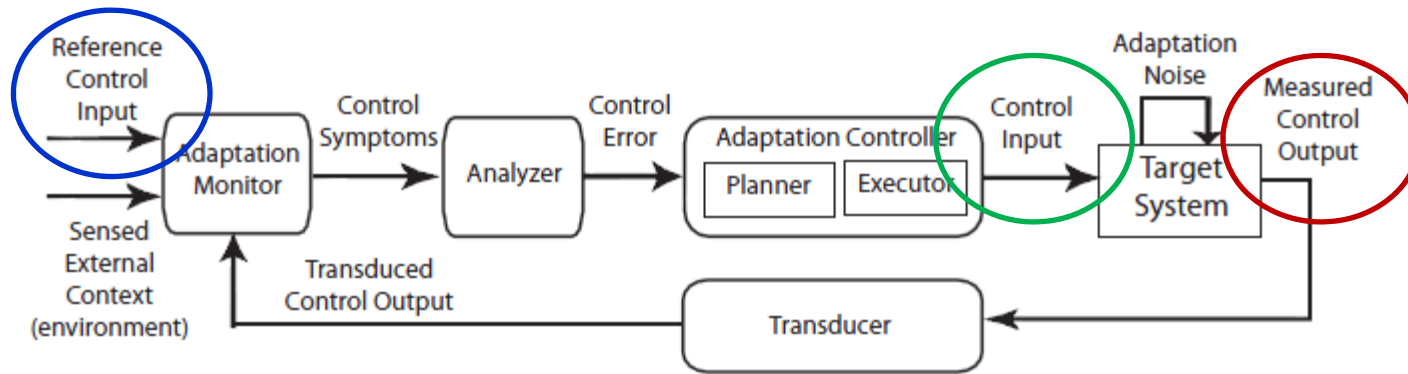 Reference
Control
Input
Sensed
External
Context
(environment)
Adaptation
Monitor
Control
Symptoms
Analyzer
Control
Error
Adaptation Controller
Planner
Executor
Control
Input
Adaptation
Noise
Target
System
Measured
Control
Output
Transduced
Control Output
Transducer